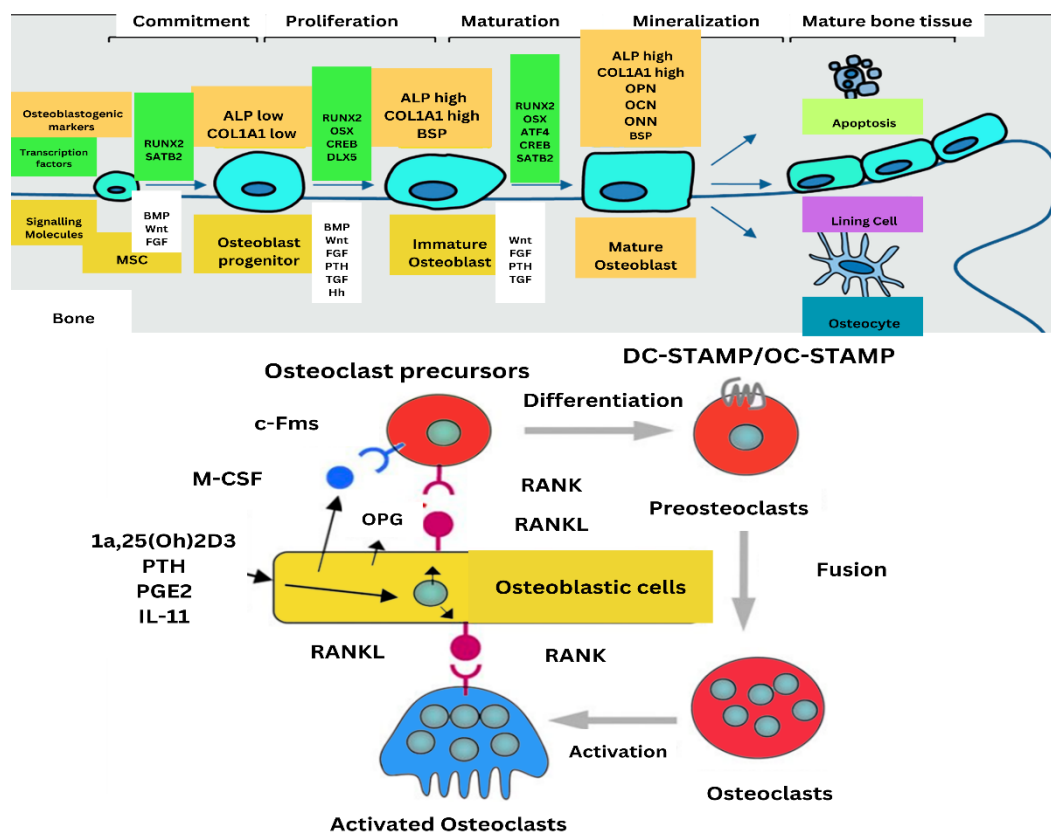 Commitment
Proliferation
Maturation
Mineralization
Mature bone tissue
Osteoblastogenic
markers
Transcription
factors
Signalling
Molecules
MSC
Bone
RUNX2
SATB2
BMP
Wnt
FGF
ALP low
COL1A1 low
Osteoblast
progenitor
RUNX2
OSX
CREB
DLX5
BMP
Wnt
FGF
PTH
TGF
Hh
ALP high
COL1A1 high
BSP
Immature
Osteoblast
RUNX2
OSX
ATF4
CREB
SATB2
Wnt
FGF
PTH
TGF
ALP high
COL1A1 high
OPN
OCN
ONN
BSP
Mature
Osteoblast
Apoptosis
Lining Cell
Osteocyte
DC-STAMP/OC-STAMP
Osteoclast precursors
Differentiation
c-Fms
M-CSF
RANK
RANKL
OPG
Preosteoclasts
1a,25(Oh)2D3
PTH
PGE2
IL-11
Osteoblastic cells
Fusion
RANKL
RANK
Activation
Osteoclasts
Activated Osteoclasts